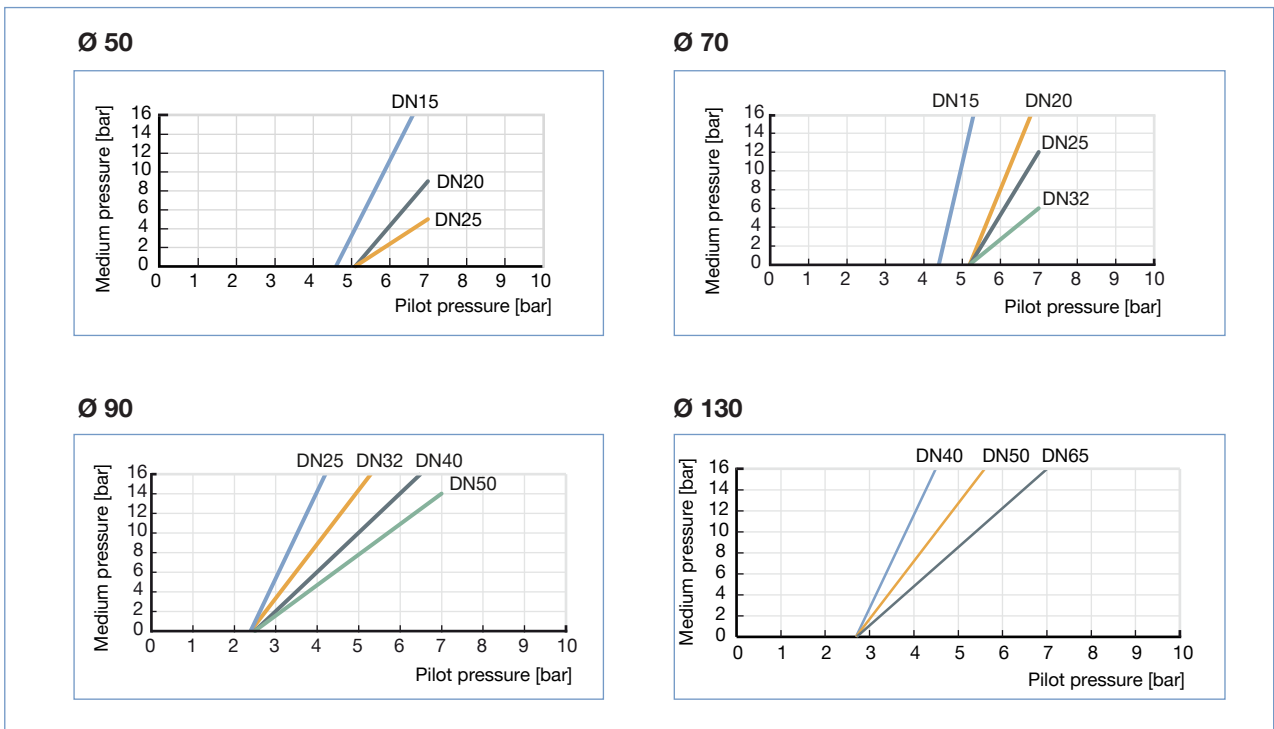 Ø 50
DN15
DN20
DN25
Medium pressure [bar]
16
14
12
10
8
6
4
2
0
0 1 2 3 4 5 6 7 8 9 10
Pilot pressure [bar]
Ø 70
DN15 DN20
DN25
DN32
Medium pressure [bar]
16
14
12
10
8
6
4
2
0
0 1 2 3 4 5 6 7 8 9 10
Pilot pressure [bar]
Ø 90
DN25 DN32 DN40
DN50
Medium pressure [bar]
16
14
12
10
8
6
4
2
0
0 1 2 3 4 5 6 7 8 9 10
Pilot pressure [bar]
Ø 130
DN40 DN50 DN65
Medium pressure [bar]
16
14
12
10
8
6
4
2
0
0 1 2 3 4 5 6 7 8 9 10
Pilot pressure [bar]